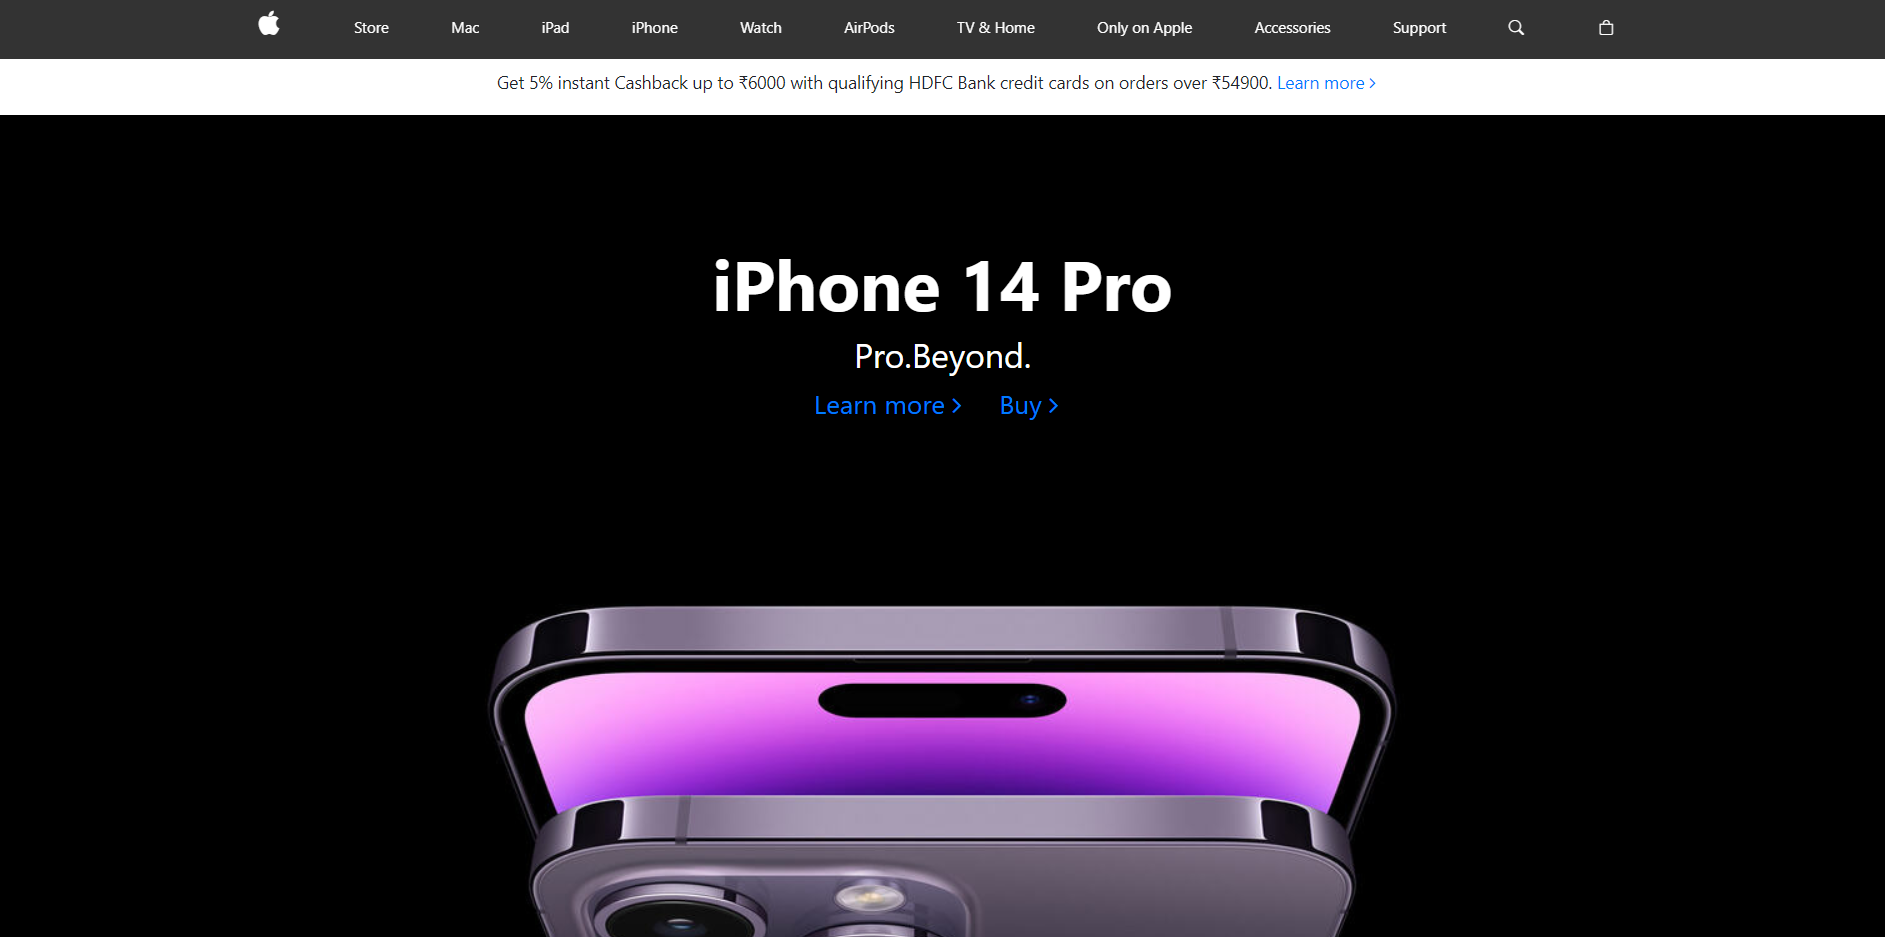 Store Mac iPad iPhone Watch AirPods TV & Home Only on Apple Accessories Support
Get 5% instant Cashback up to ₹6000 with qualifying HDFC Bank credit cards on orders over ₹54900. Learn more >
iPhone 14 Pro
Pro.Beyond.
Learn more > Buy >